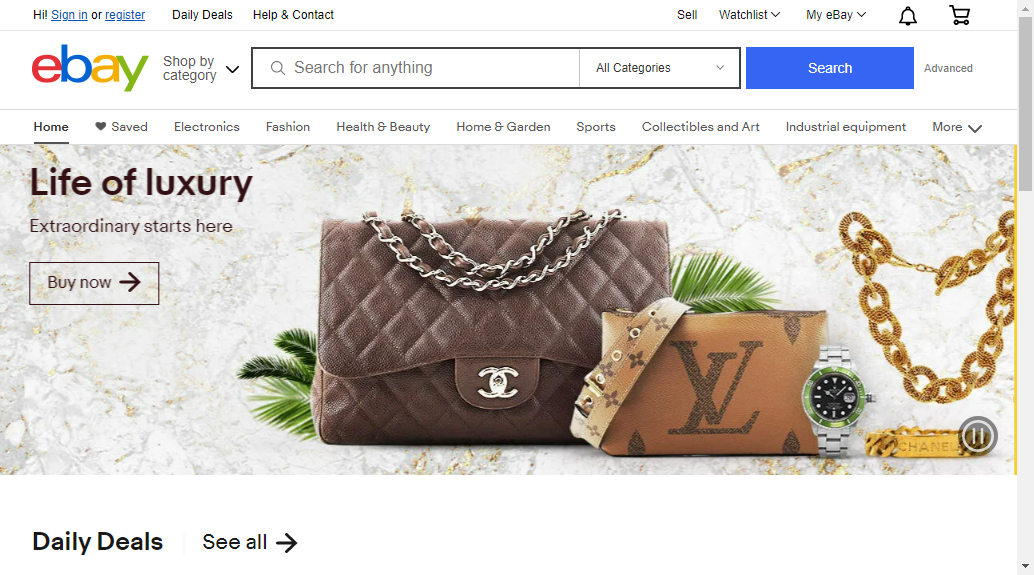 Hi! Sign in or register Daily Deals Help & Contact Sell Watchlist My eBay
ebay Shop by category Search for anything All Categories Search Advanced
Home Saved Electronics Fashion Health & Beauty Home & Garden Sports Collectibles and Art Industrial equipment More
Life of luxury
Extraordinary starts here
Buy now
LV
CHANEL
Daily Deals See all